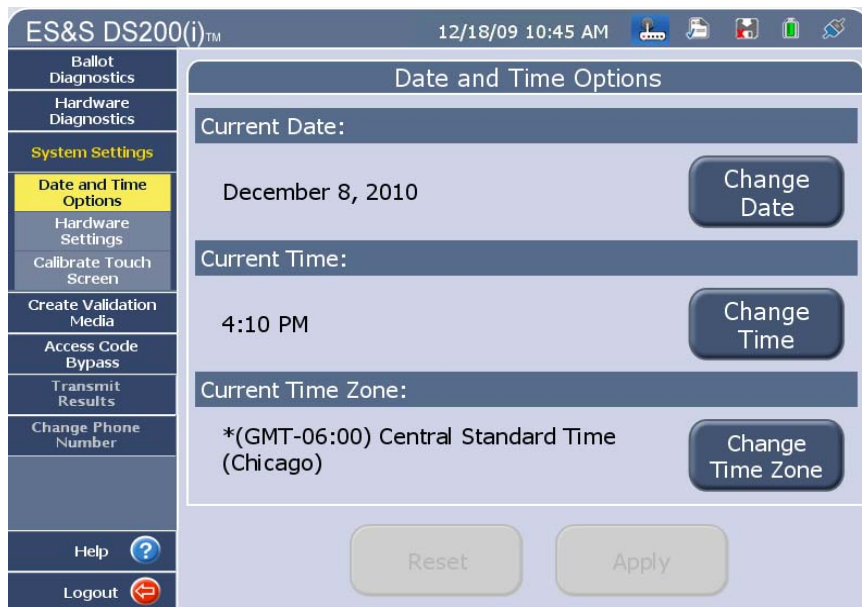 ES&S DS200(i)TM
12/18/09 10:45 AM
Ballot
Diagnostics
Hardware
Diagnostics
System Settings
Date and Time
Options
Hardware
Settings
Calibrate Touch
Screen
Create Validation
Media
Access Code
Bypass
Transmit
Results
Change Phone
Number
Help ?
Logout
Date and Time Options
Current Date:
December 8, 2010
Change
Date
Current Time:
4:10 PM
Change
Time
Current Time Zone:
*(GMT-06:00) Central Standard Time
(Chicago)
Change
Time Zone
Reset
Apply